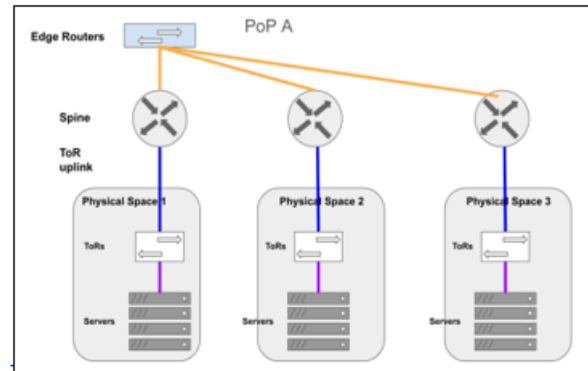 PoP A
Edge Routers
Spine
ToR
uplink
Physical Space 1
Physical Space 2
Physical Space 3
ToRs
ToRs
ToRs
Servers
Servers
Servers